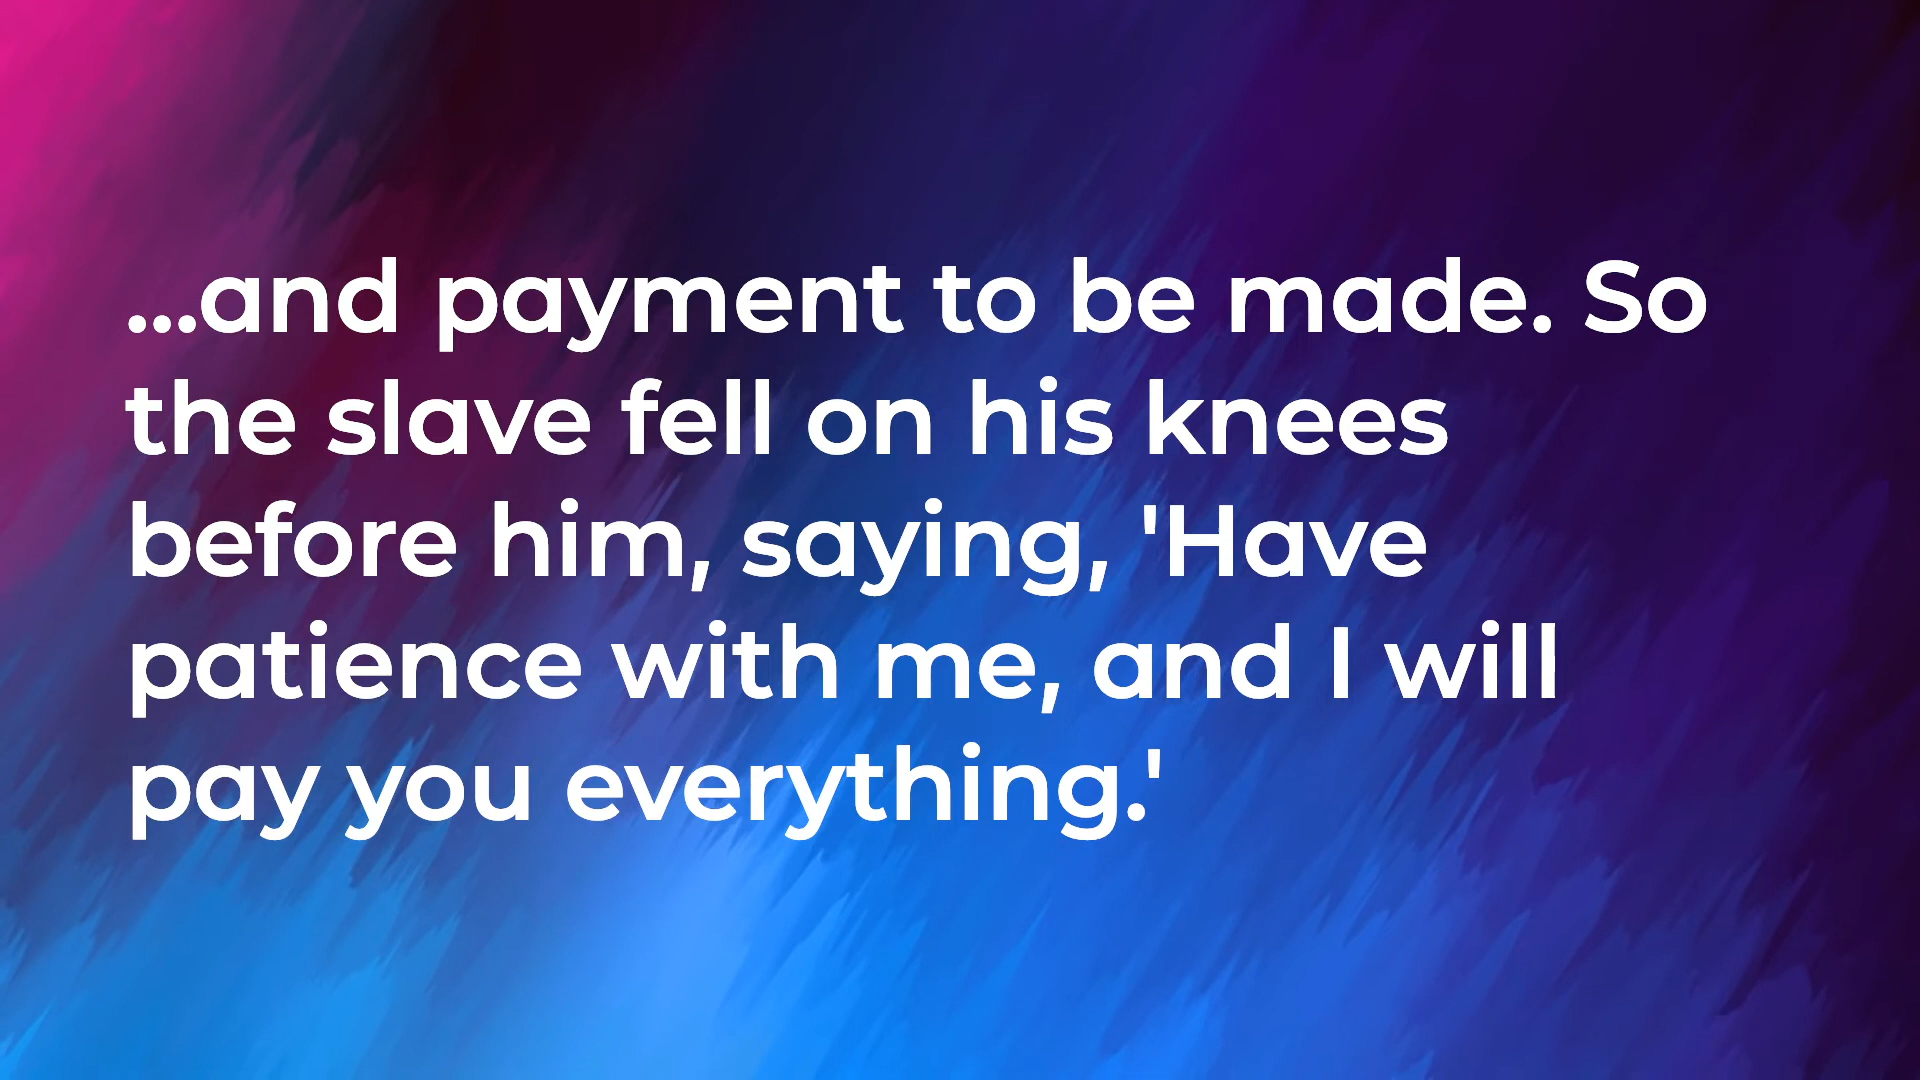 ...and payment to be made. So
the slave fell on his knees
before him, saying, 'Have
patience with me, and I will
pay you everything.'